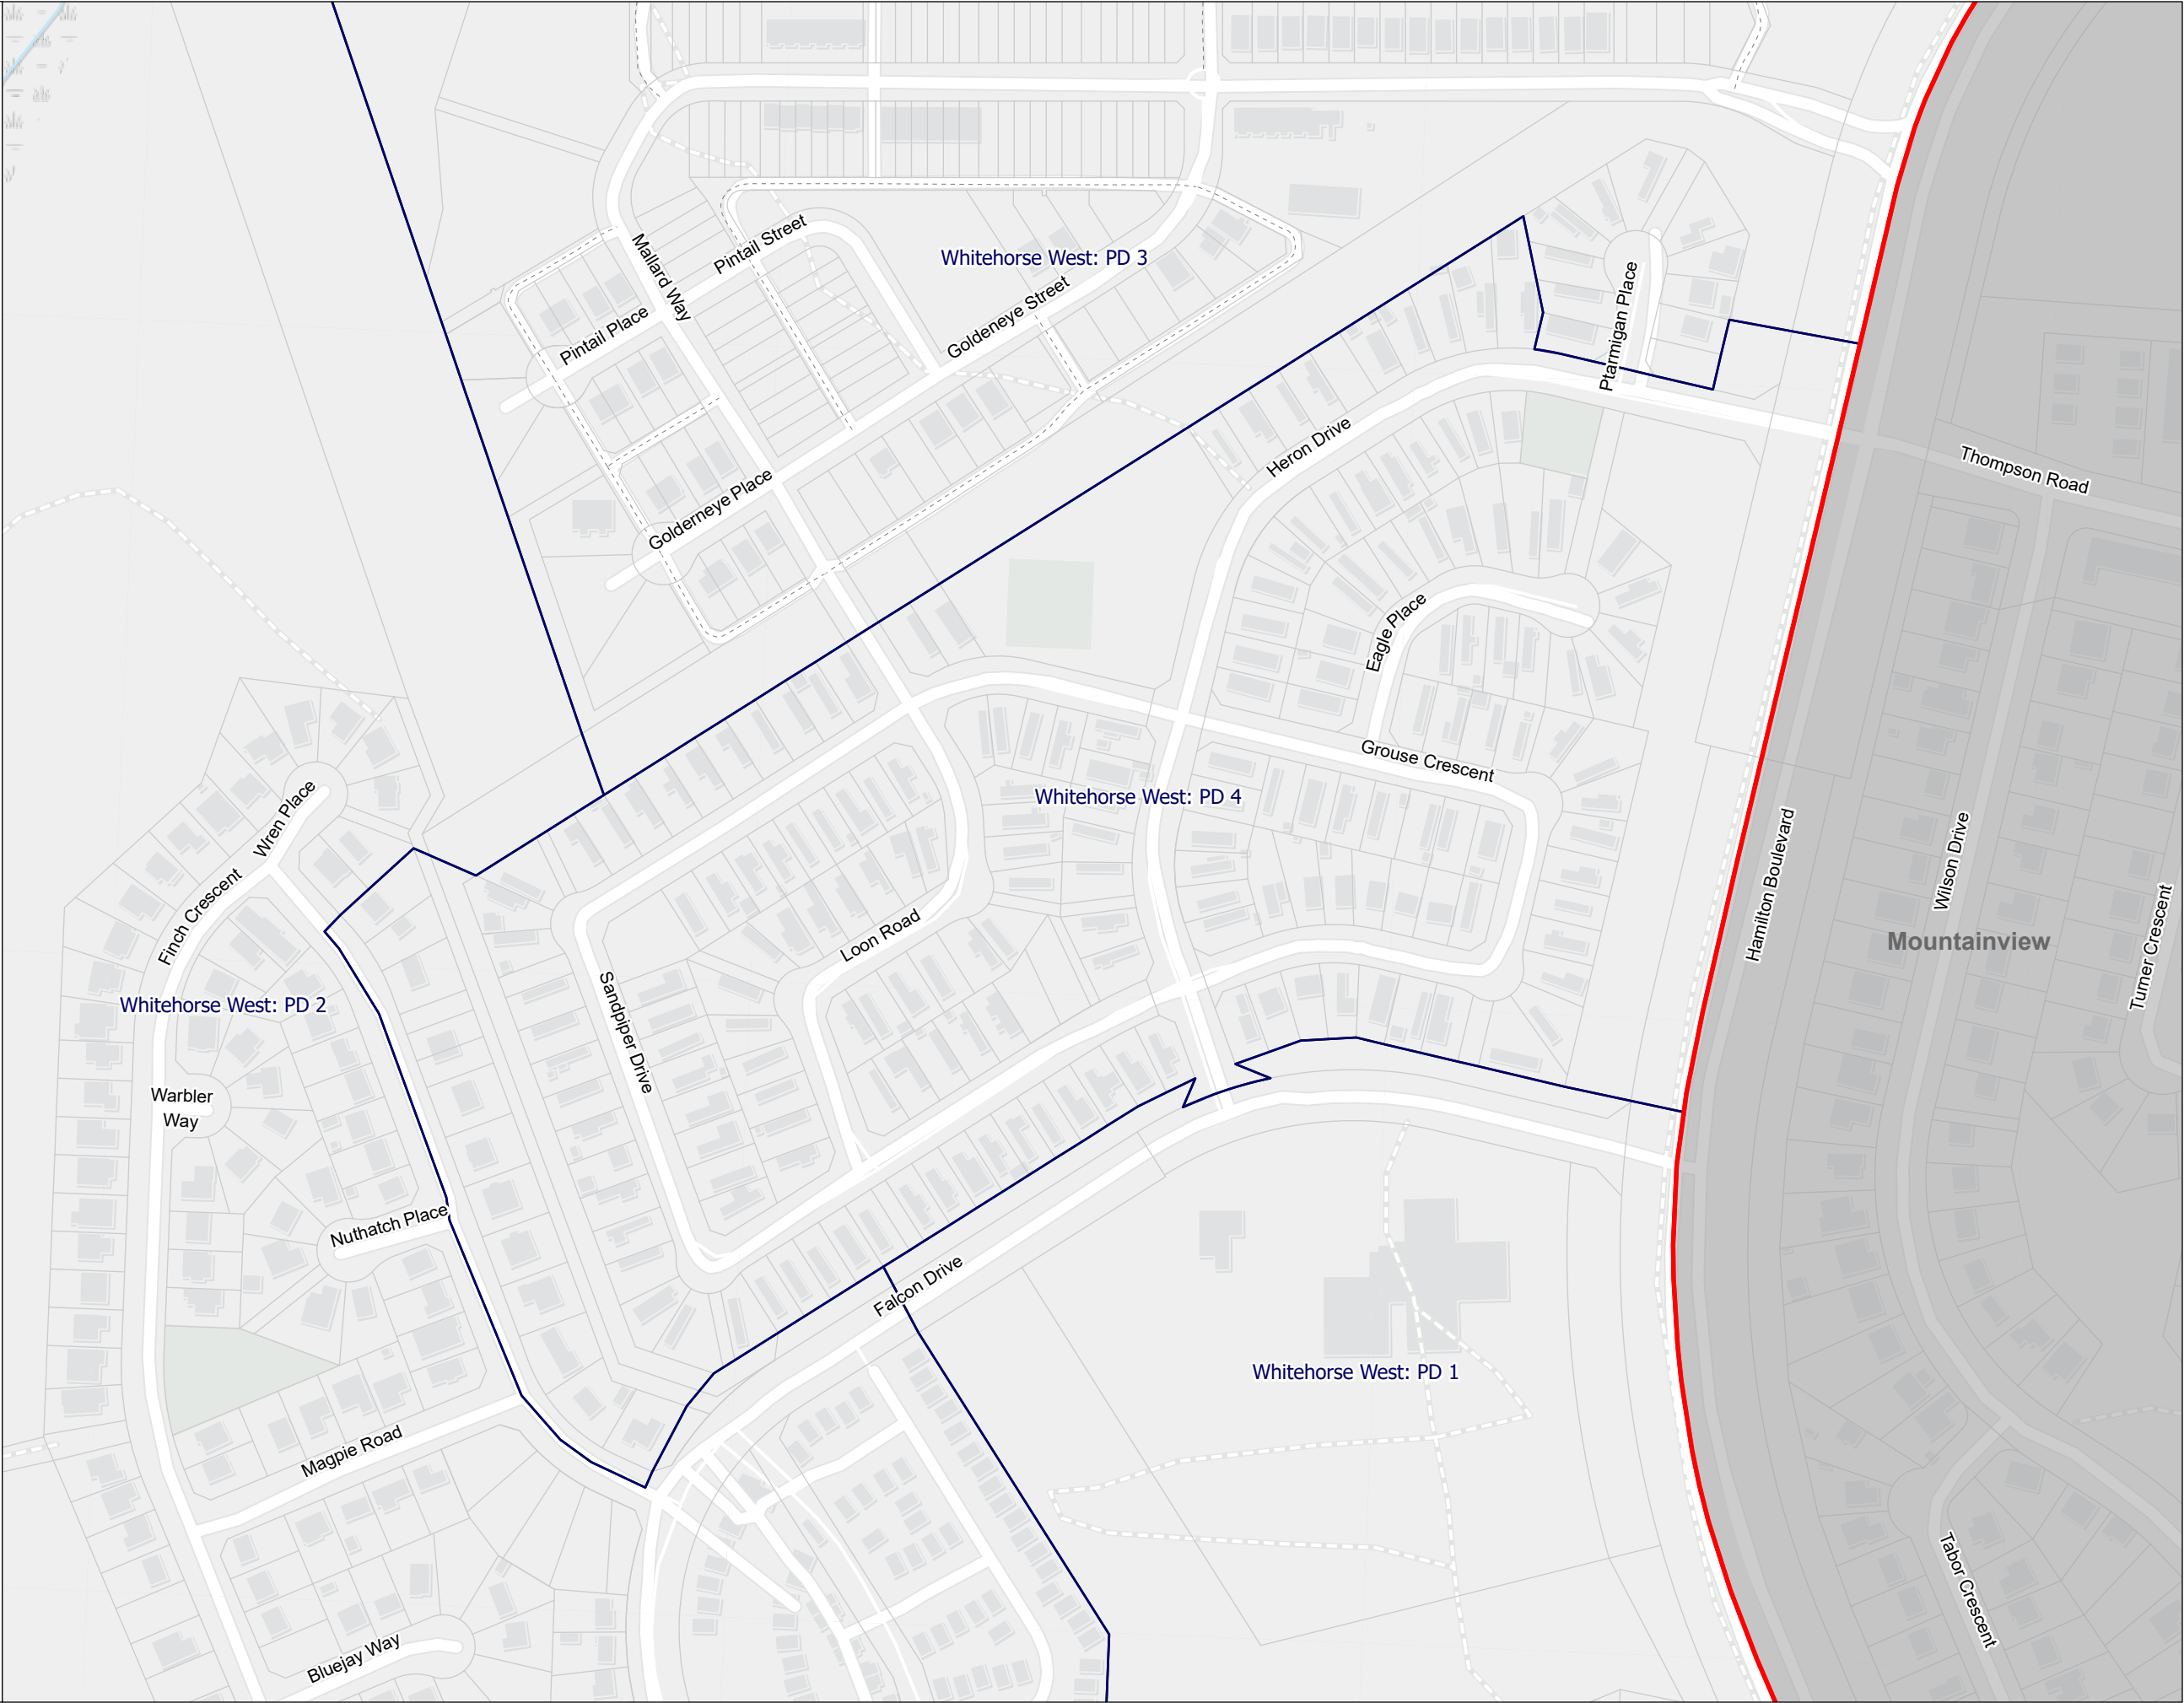 Pintail Street
Mallard Way
Whitehorse West: PD 3
Pintail Place
Goldeneye Street
Ptarmigan Place
Heron Drive
Thompson Road
Golderneye Place
Eagle Place
Grouse Crescent
Wren Place
Whitehorse West: PD 4
Finch Crescent
Loon Road
Hamilton Boulevard
Wilson Drive
Mountainview
Turner Crescent
Whitehorse West: PD 2
Sandpiper Drive
Warbler
Way
Nuthatch Place
Falcon Drive
Whitehorse West: PD 1
Magpie Road
Tabor Crescent
Bluejay Way